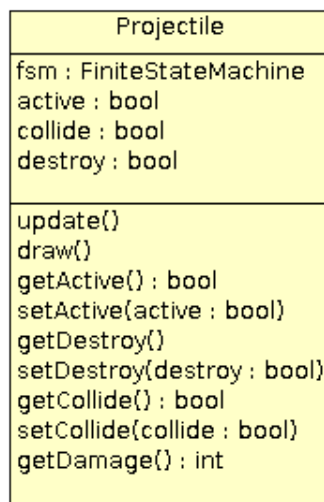 Projectile
fsm : FiniteStateMachine
active : bool
collide : bool
destroy : bool
update()
draw()
getActive() : bool
setActive(active : bool)
getDestroy()
setDestroy(destroy : bool)
getCollide() : bool
setCollide(collide : bool)
getDamage() : int